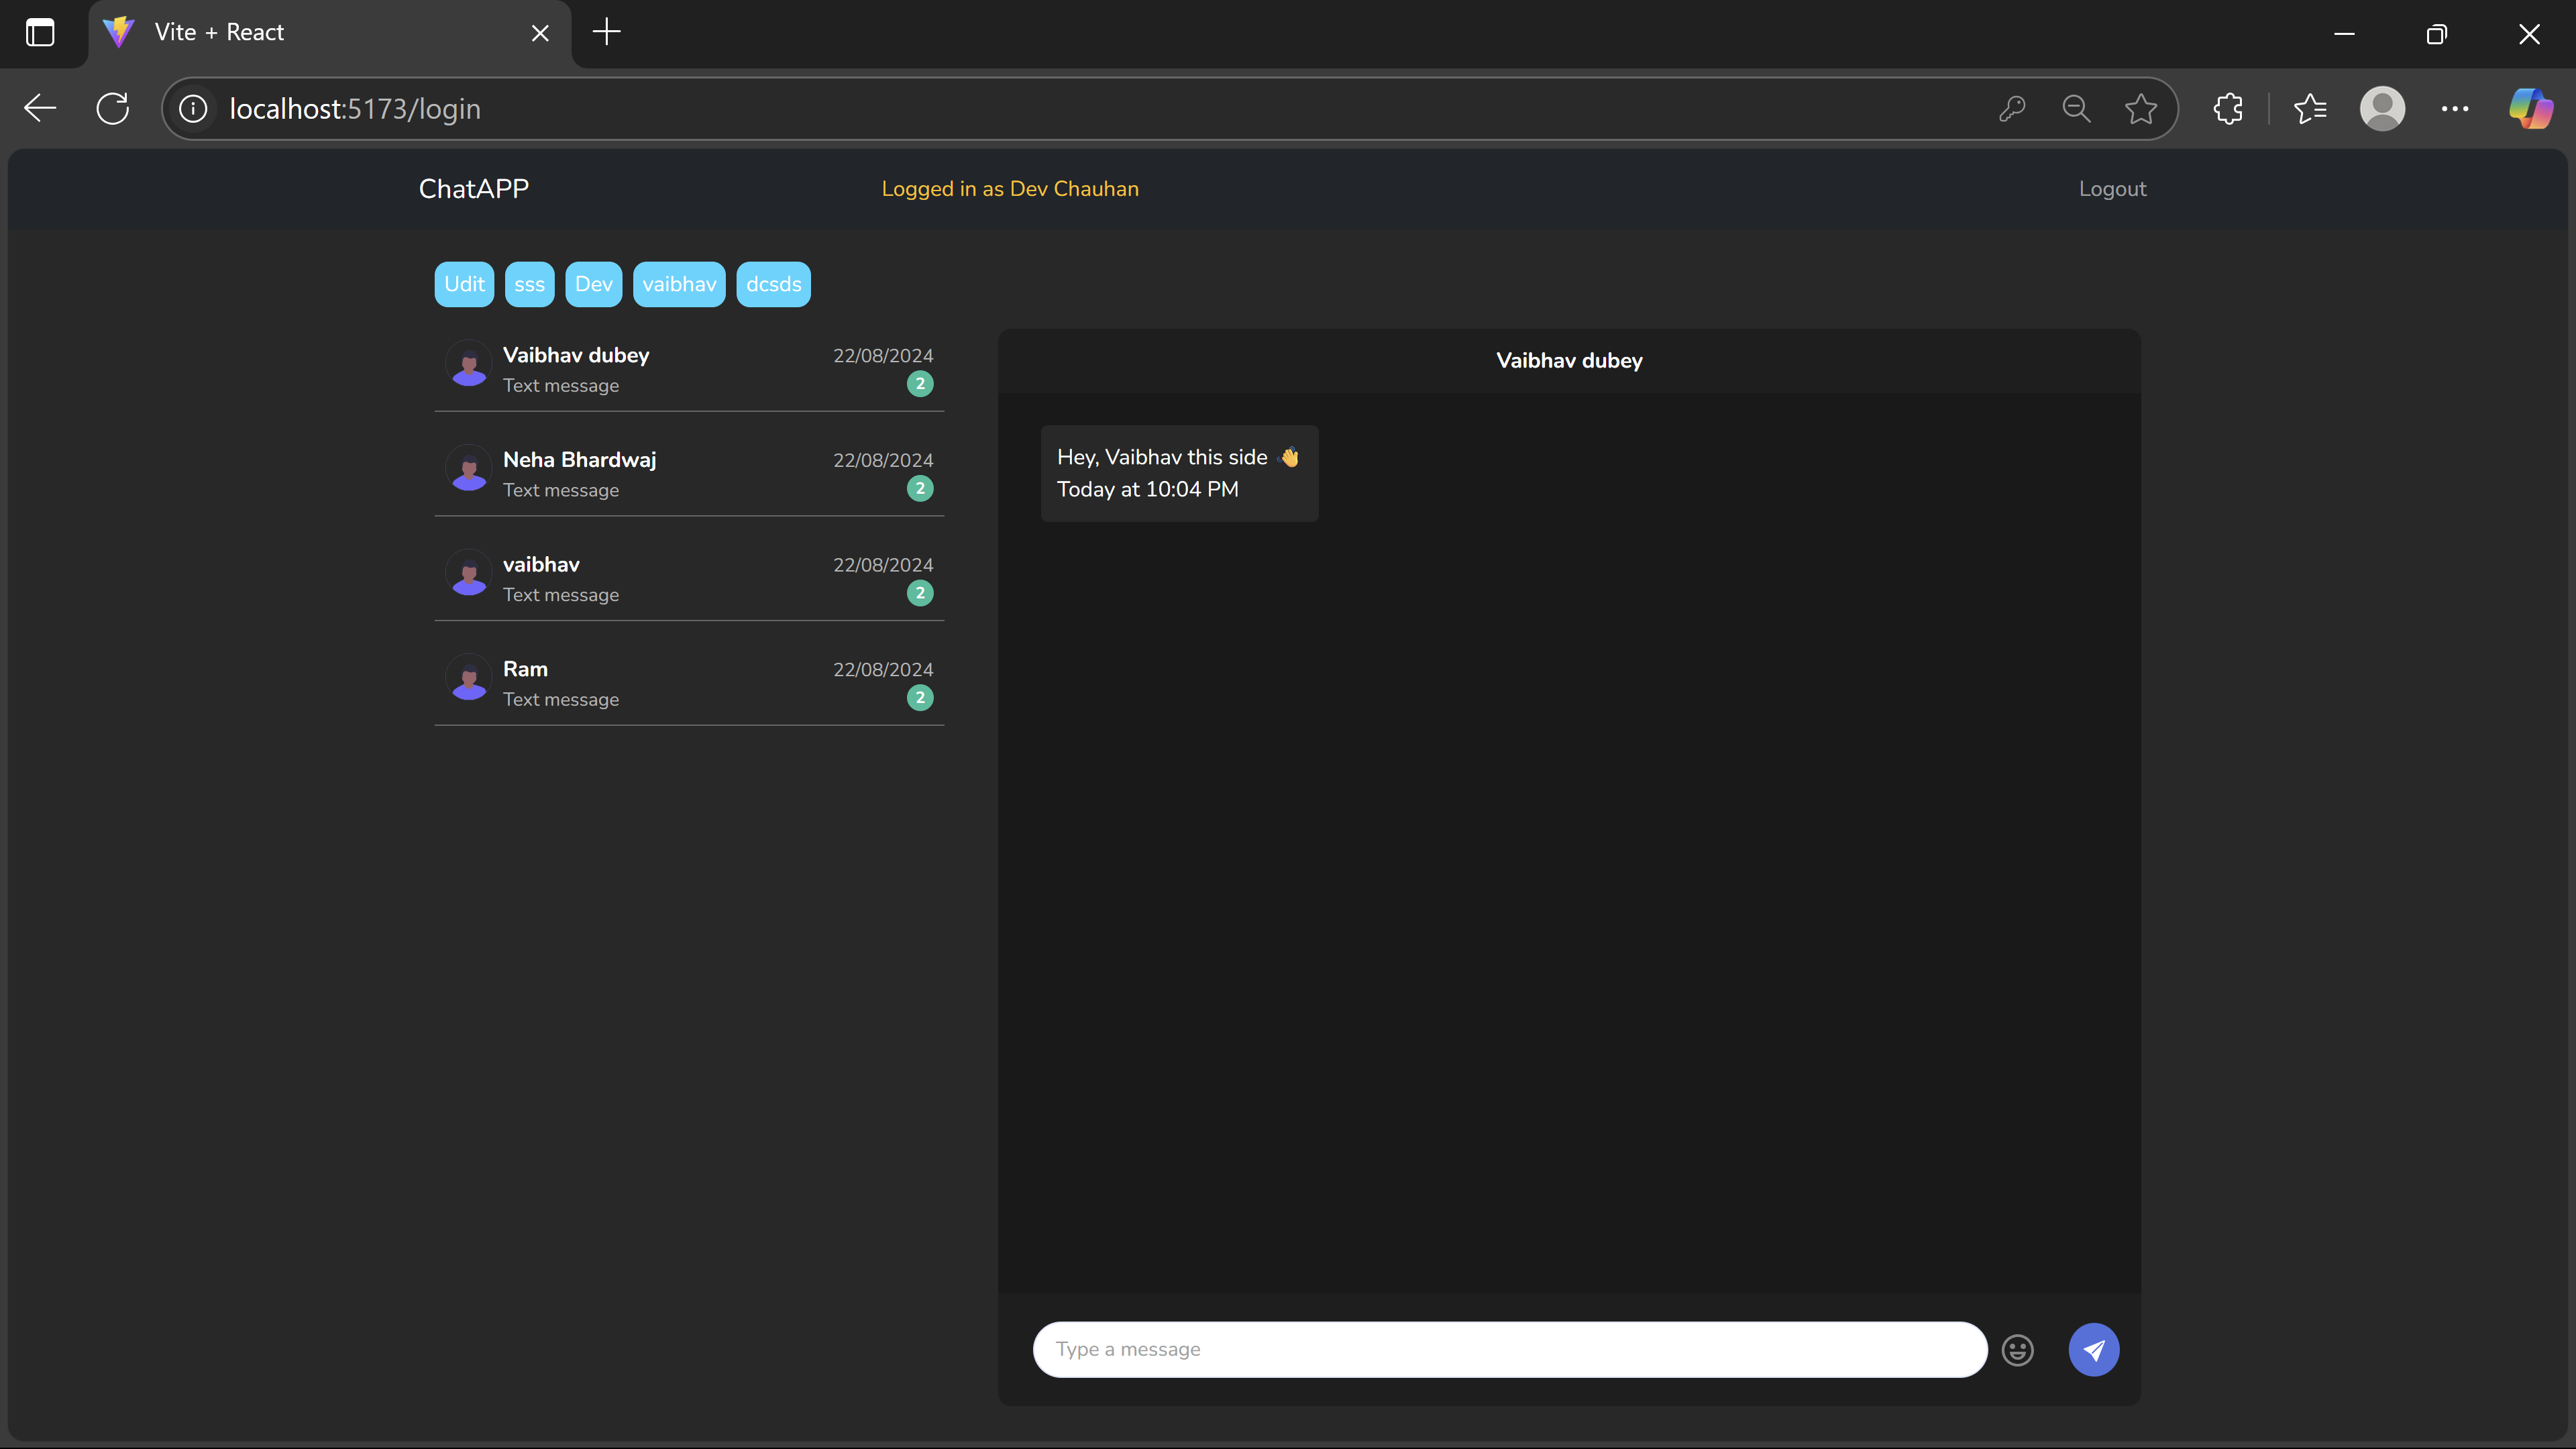 Vite + React
localhost:5173/login
ChatAPP
Logged in as Dev Chauhan
Logout
Udit sss Dev vaibhav dcsds
Vaibhav dubey 22/08/2024
Text message 2
Neha Bhardwaj 22/08/2024
Text message 2
vaibhav 22/08/2024
Text message 2
Ram 22/08/2024
Text message 2
Vaibhav dubey
Hey, Vaibhav this side 👋
Today at 10:04 PM
Type a message